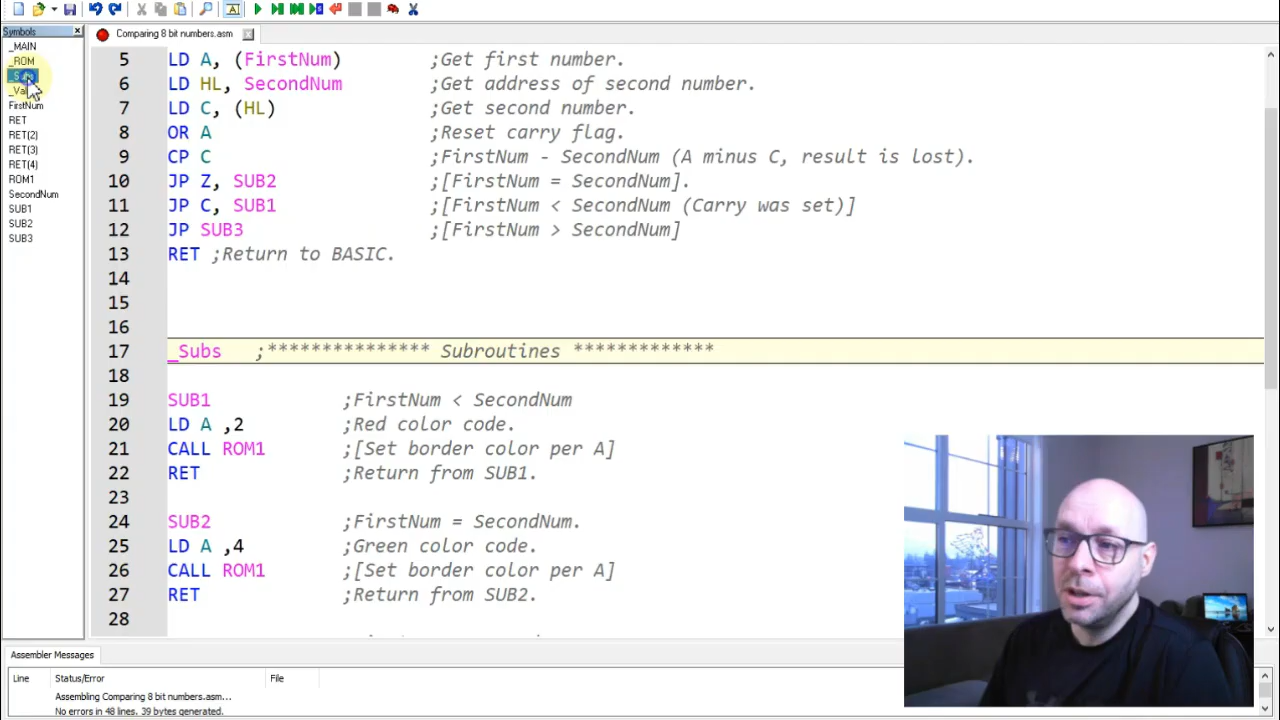 Symbols
_MAIN
_ROM
FirstNum
RET
RET(2)
RET(3)
RET(4)
ROM1
SecondNum
SUB1
SUB2
SUB3
Comparing 8 bit numbers.asm
5 LD A, (FirstNum) ;Get first number.
6 LD HL, SecondNum ;Get address of second number.
7 LD C, (HL) ;Get second number.
8 OR A ;Reset carry flag.
9 CP C ;FirstNum - SecondNum (A minus C, result is lost).
10 JP Z, SUB2 ;[FirstNum = SecondNum].
11 JP C, SUB1 ;[FirstNum < SecondNum (Carry was set)]
12 JP SUB3 ;[FirstNum > SecondNum]
13 RET ;Return to BASIC.
14
15
16
17 _Subs ;*************** Subroutines *************
18
19 SUB1 ;FirstNum < SecondNum
20 LD A ,2 ;Red color code.
21 CALL ROM1 ;[Set border color per A]
22 RET ;Return from SUB1.
23
24 SUB2 ;FirstNum = SecondNum.
25 LD A ,4 ;Green color code.
26 CALL ROM1 ;[Set border color per A]
27 RET ;Return from SUB2.
28
Assembler Messages
Line Status/Error File
Assembling Comparing 8 bit numbers.asm...
No errors in 48 lines. 39 bytes generated.